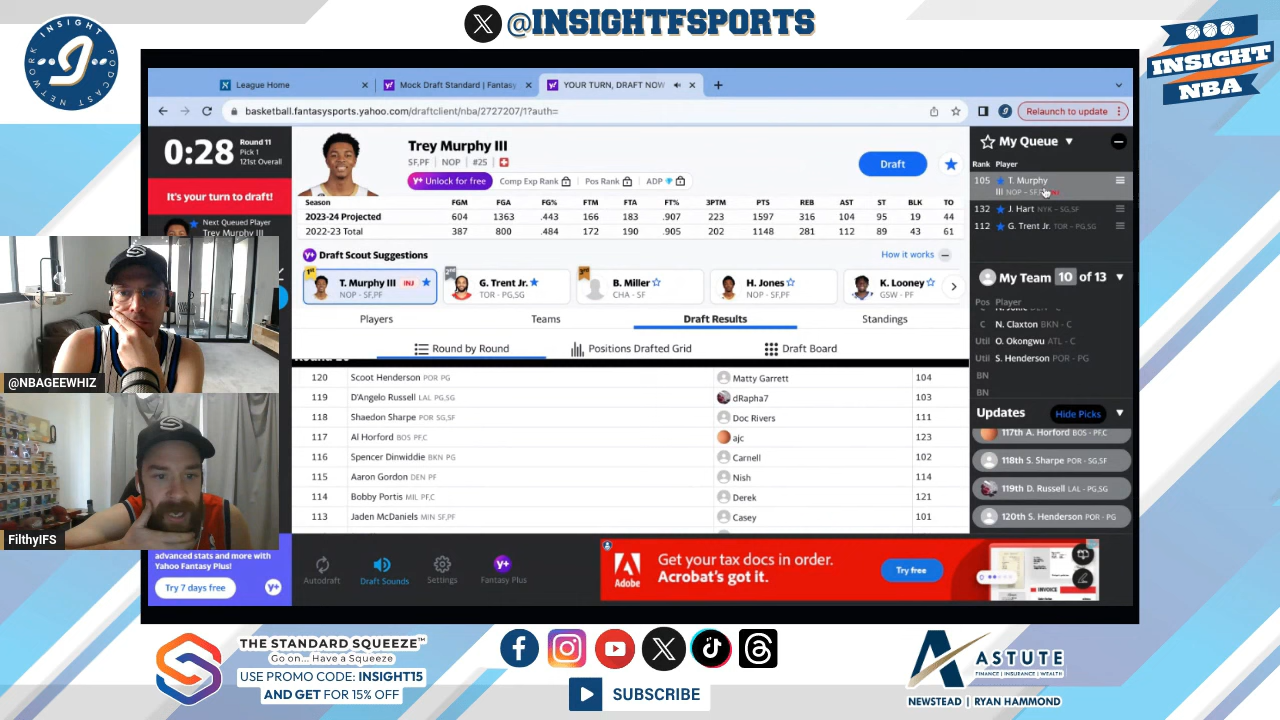 @INSIGHTFSPORTS
INSIGHT PODCAST NETWORK
INSIGHT
NBA
League Home
Mock Draft Standard | Fantasy
YOUR TURN, DRAFT NOW
basketball.fantasysports.yahoo.com/draftclient/nba/2727207/1?auth=
Relaunch to update
0:28
Round 11
Pick 1
121st Overall
It's your turn to draft!
Next Queued Player
Trey Murphy III
SF,PF | NOP | #25
Unlock for free
Comp Exp Rank
Pos Rank
ADP
Draft
Season FGM FGA FG% FTM FTA FT% 3PTM PTS REB AST ST BLK TO
2023-24 Projected 604 1363 .443 166 183 .907 223 1597 316 104 95 19 44
2022-23 Total 387 800 .484 172 190 .905 202 1148 281 112 89 43 61
Draft Scout Suggestions
How it works
1st
T. Murphy III INJ
NOP - SF,PF
G. Trent Jr.
TOR - PG,SG
B. Miller
CHA - SF
H. Jones
NOP - SF,PF
K. Looney
GSW - PF
Players
Teams
Draft Results
Standings
Round by Round
Positions Drafted Grid
Draft Board
120 Scoot Henderson POR PG Matty Garrett 104
119 D'Angelo Russell LAL PG,SG dRapha7 103
118 Shaedon Sharpe POR SG,SF Doc Rivers 111
117 Al Horford BOS PF,C ajc 123
116 Spencer Dinwiddie BKN PG Carnell 102
115 Aaron Gordon DEN PF Nish 114
114 Bobby Portis MIL PF,C Derek 121
113 Jaden McDaniels MIN SF,PF Casey 101
My Queue
Rank Player
105 T. Murphy
III NOP - SF,
132 J. Hart NYK - SG,SF
112 G. Trent Jr. TOR - PG,SG
My Team 10 of 13
Pos Player
C N. Claxton BKN - C
Util O. Okongwu ATL - C
Util S. Henderson POR - PG
BN
BN
Updates
Hide Picks
117th A. Horford BOS - PF,C
118th S. Sharpe POR - SG,SF
119th D. Russell LAL - PG,SG
120th S. Henderson POR - PG
@NBAGEEWHIZ
FilthyIFS
advanced stats and more with
Yahoo Fantasy Plus!
Try 7 days free
Autodraft
Draft Sounds
Settings
Fantasy Plus
Adobe
Get your tax docs in order.
Acrobat's got it.
Try free
INVOICE
THE STANDARD SQUEEZE™
Go on... Have a Squeeze
USE PROMO CODE: INSIGHT15
AND GET FOR 15% OFF
SUBSCRIBE
ASTUTE
FINANCE | INSURANCE | WEALTH
NEWSTEAD | RYAN HAMMOND